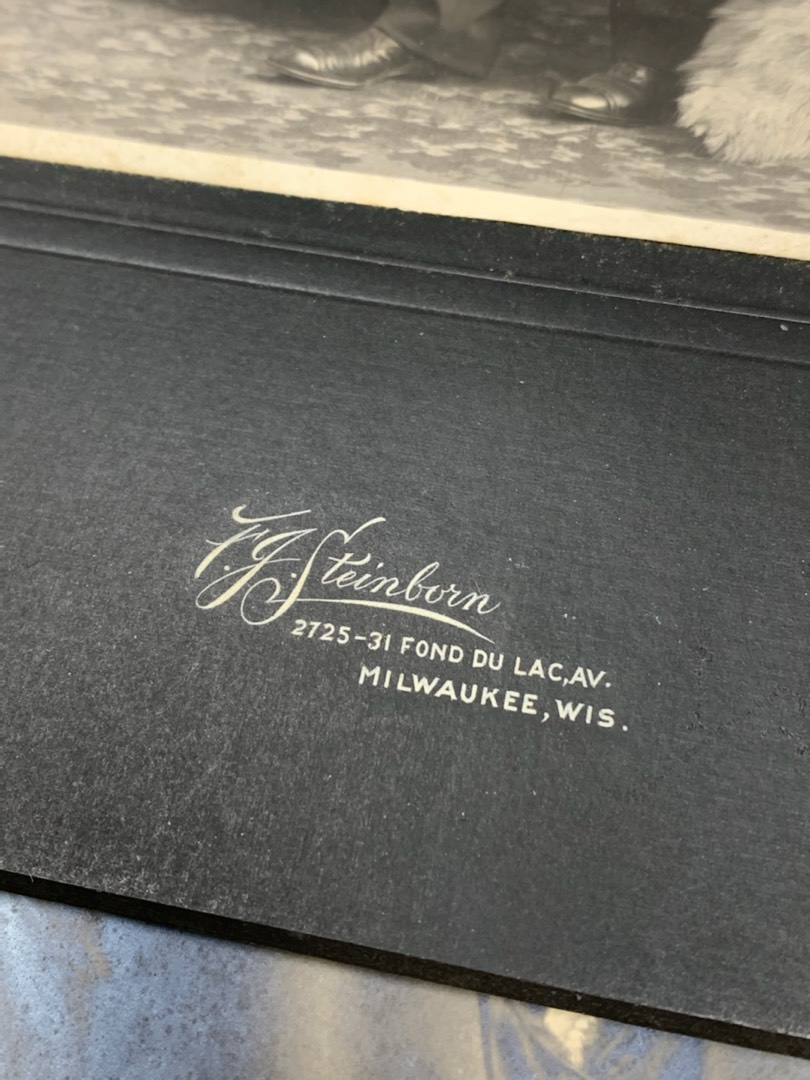 F.J. Steinborn
2725-31 FOND DU LAC, AV.
MILWAUKEE, WIS.